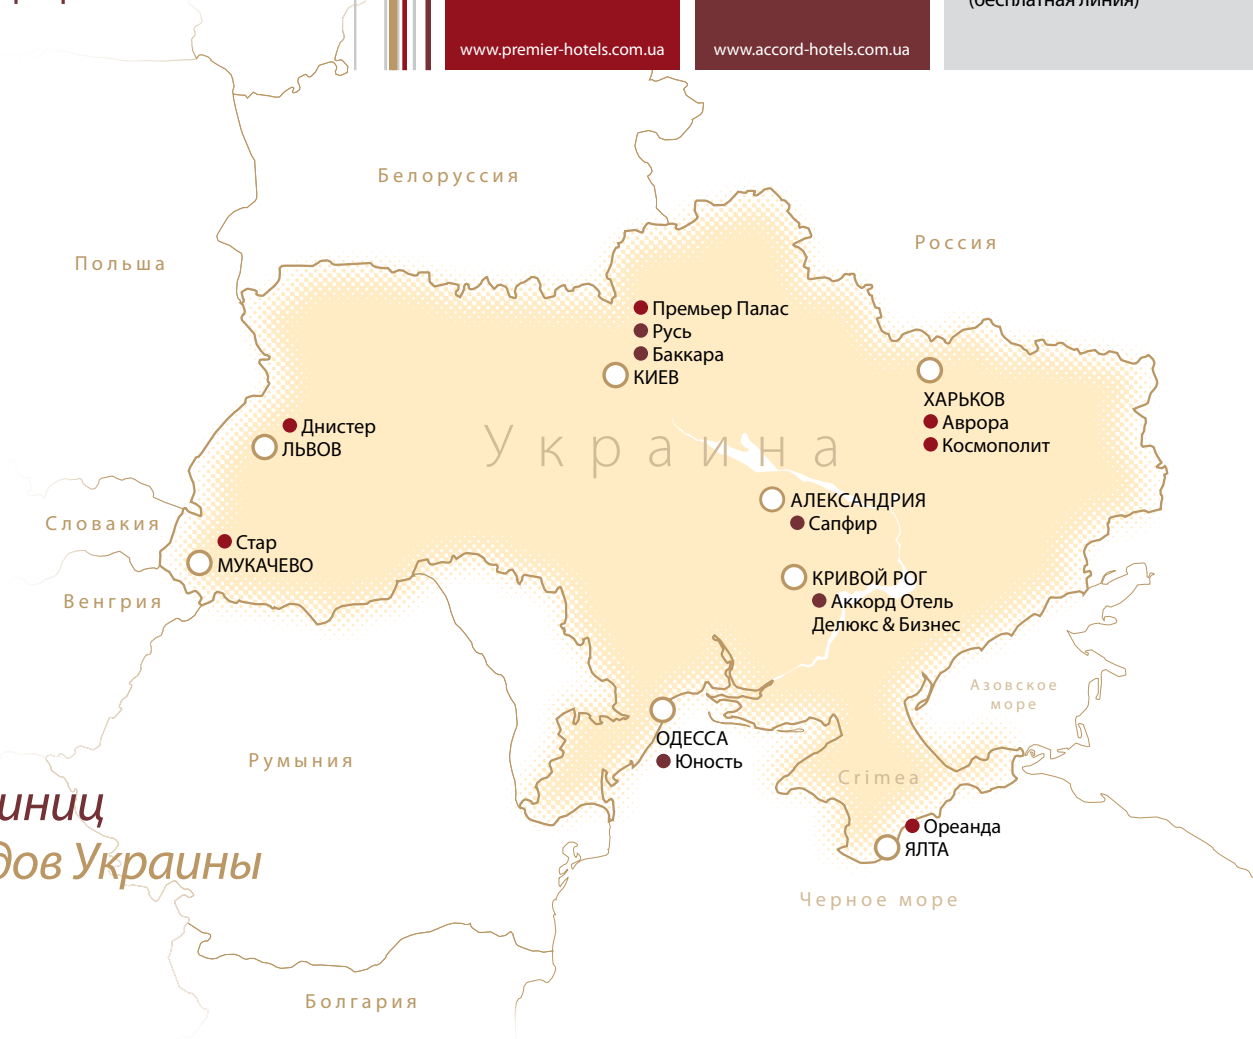 (бесплатная линия)
www.premier-hotels.com.ua
www.accord-hotels.com.ua
Белоруссия
Россия
Польша
Премьер Палас
Русь
Баккара
КИЕВ
ХАРЬКОВ
Аврора
Космополит
Днистер
ЛЬВОВ
Украина
АЛЕКСАНДРИЯ
Сапфир
Словакия
Стар
МУКАЧЕВО
КРИВОЙ РОГ
Аккорд Отель
Делюкс & Бизнес
Венгрия
Азовское
море
ОДЕССА
Юность
Румыния
Crimea
иниц
дов Украины
Ореанда
ЯЛТА
Черное море
Болгария